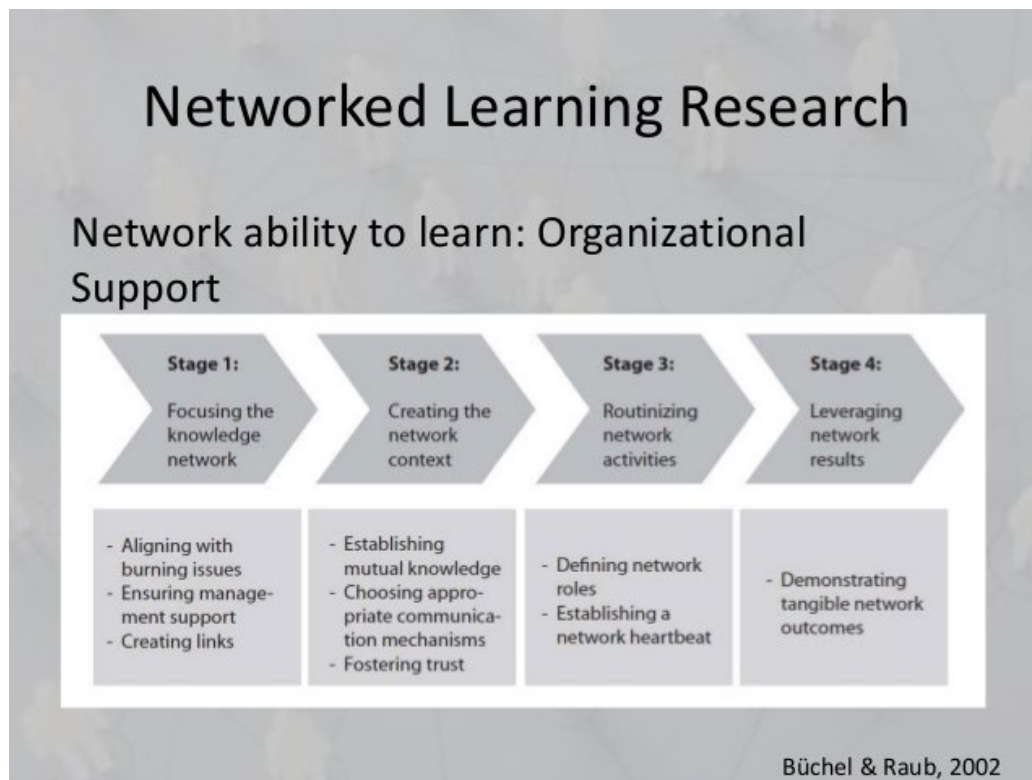 Networked Learning Research
Network ability to learn: Organizational
Support
Stage 1:
Focusing the
knowledge
network
Stage 2:
Creating the
network
context
Stage 3:
Routinizing
network
activities
Stage 4:
Leveraging
network
results
- Aligning with
burning issues
- Ensuring manage-
ment support
- Creating links
- Establishing
mutual knowledge
- Choosing appro-
priate communica-
tion mechanisms
- Fostering trust
- Defining network
roles
- Establishing a
network heartbeat
- Demonstrating
tangible network
outcomes
Büchel & Raub, 2002